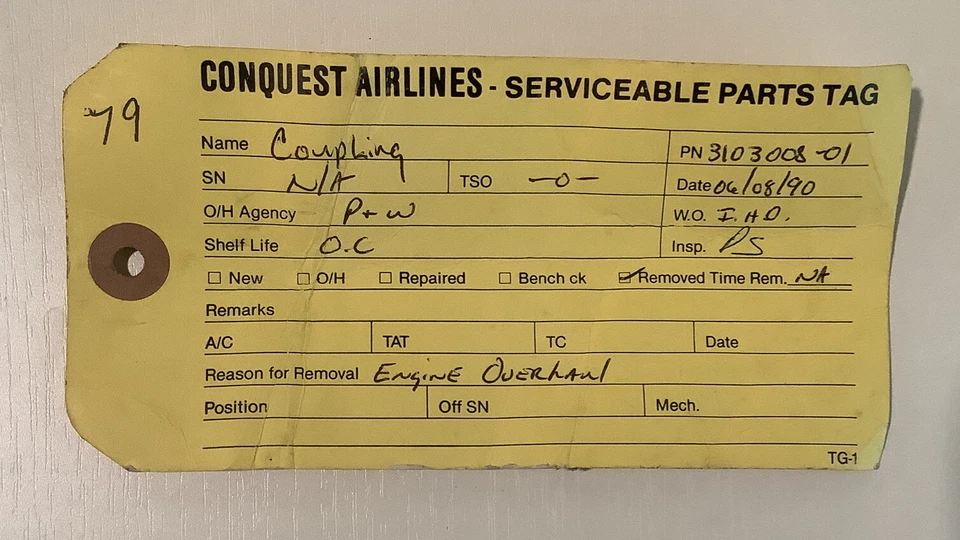 CONQUEST AIRLINES - SERVICEABLE PARTS TAG
79
Name Coupling PN 3103008-01
SN N/A TSO -0- Date 06/08/90
O/H Agency P+W W.O. I.H.O.
Shelf Life O.C Insp. PS
New O/H Repaired Bench ck Removed Time Rem. NA
Remarks
A/C TAT TC Date
Reason for Removal Engine Overhaul
Position Off SN Mech.
TG-1